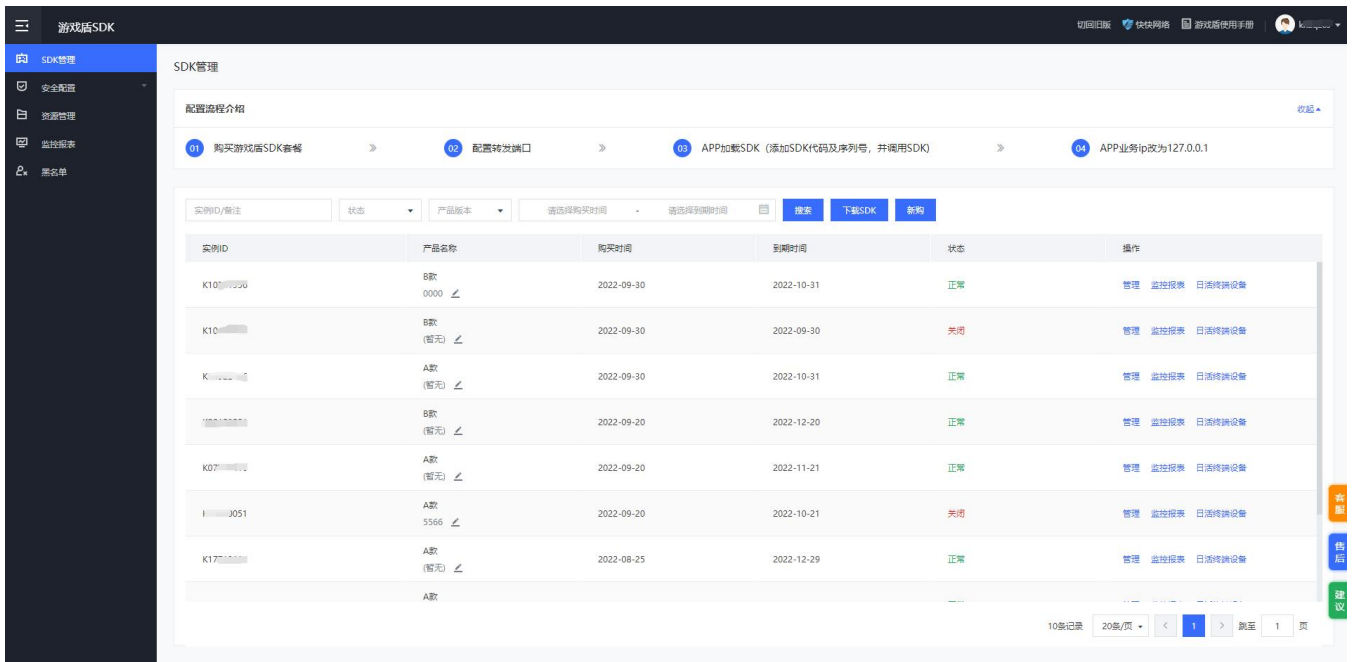 游戏盾SDK
切回旧版 快快网络 游戏盾使用手册
SDK管理
安全配置
资源管理
监控报表
黑名单
SDK管理
配置流程介绍 收起
01 购买游戏盾SDK套餐 02 配置转发端口 03 APP加载SDK（添加SDK代码及序列号，并调用SDK) 04 APP业务ip改为127.0.0.1
实例ID/备注 状态 产品版本 请选择购买时间 - 请选择到期时间 搜索 下载SDK 新购
实例ID 产品名称 购买时间 到期时间 状态 操作
B款
0000 2022-09-30 2022-10-31 正常 管理 监控报表 日活终端设备
B款
(暂无) 2022-09-30 2022-09-30 关闭 管理 监控报表 日活终端设备
A款
(暂无) 2022-09-30 2022-10-31 正常 管理 监控报表 日活终端设备
B款
(暂无) 2022-09-20 2022-12-20 正常 管理 监控报表 日活终端设备
A款
(暂无) 2022-09-20 2022-11-21 正常 管理 监控报表 日活终端设备
A款
5566 2022-09-20 2022-10-21 关闭 管理 监控报表 日活终端设备
A款
(暂无) 2022-08-25 2022-12-29 正常 管理 监控报表 日活终端设备
A款
10条记录 20条/页 1 跳至 1 页
客服
售后
建议